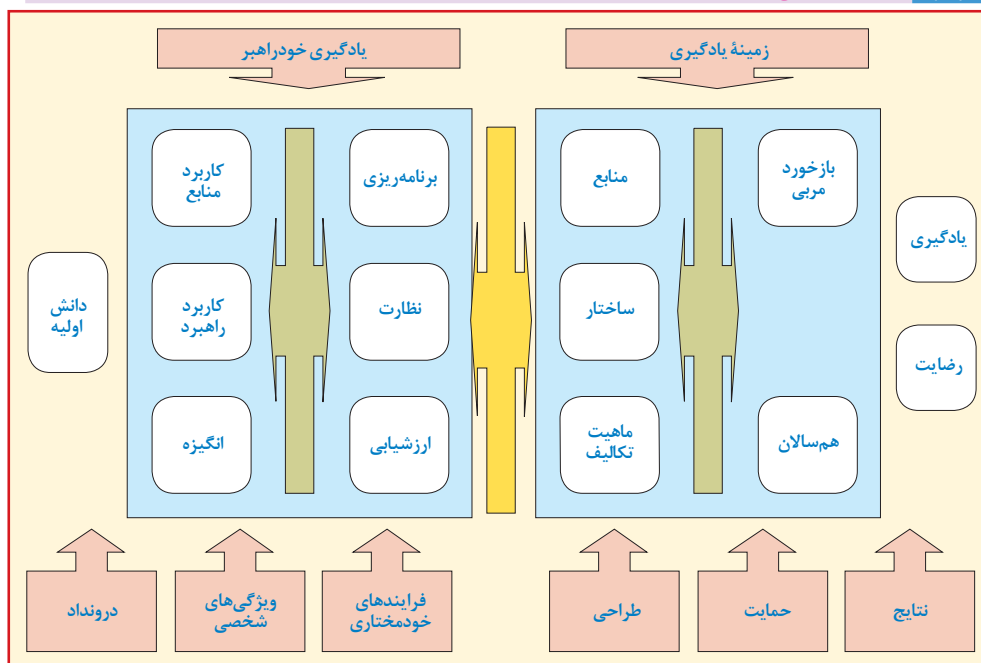 زمینهٔ یادگیری
یادگیری خودراهبر
بازخورد
مربی
منابع
برنامه‌ریزی
کاربرد
منابع
یادگیری
ساختار
نظارت
کاربرد
راهبرد
دانش
اولیه
رضایت
هم‌سالان
ماهیت
تکالیف
ارزشیابی
انگیزه
نتایج
حمایت
طراحی
فرایندهای
خودمختاری
ویژگی‌های
شخصی
درونداد